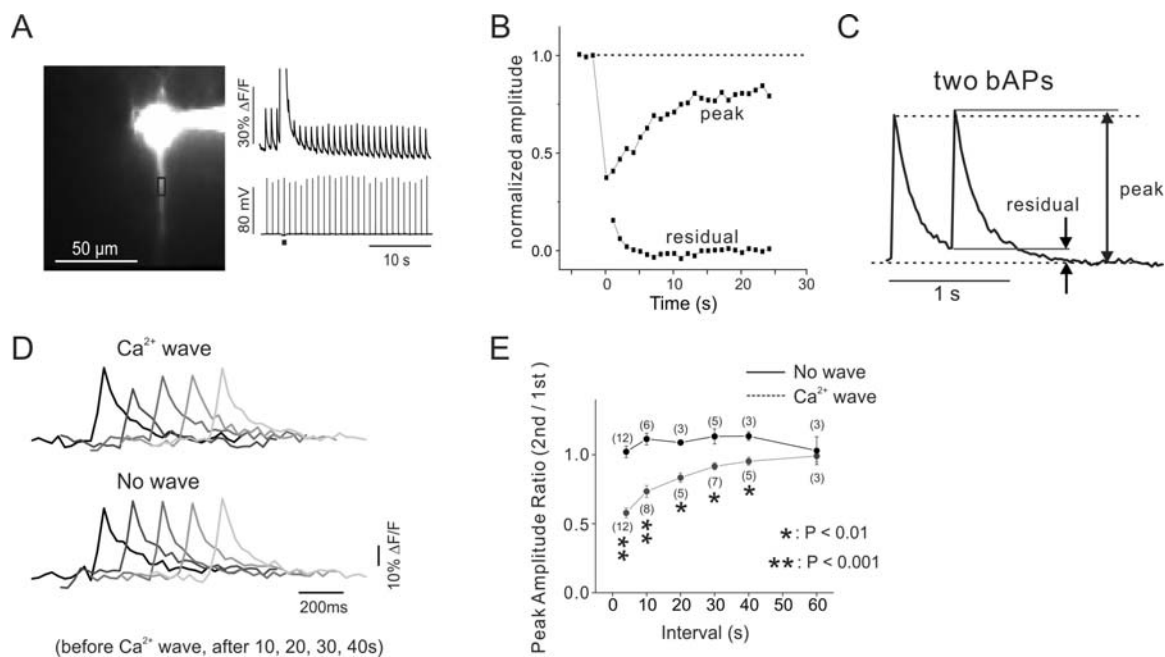 A
50 µm
30% ΔF/F
80 mV
10 s
B
normalized amplitude
1.0
0.5
0.0
peak
residual
0
10
20
30
Time (s)
C
two bAPs
residual
peak
1 s
D
Ca²⁺ wave
No wave
10% ΔF/F
200ms
(before Ca²⁺ wave, after 10, 20, 30, 40s)
E
No wave
Ca²⁺ wave
Peak Amplitude Ratio (2nd / 1st)
1.0
0.5
0.0
(12)
(6)
(3)
(5)
(3)
(3)
(12)
(8)
(5)
(7)
(5)
(3)
**
**
*
*
*
*: P < 0.01
**: P < 0.001
0
10
20
30
40
60
Interval (s)